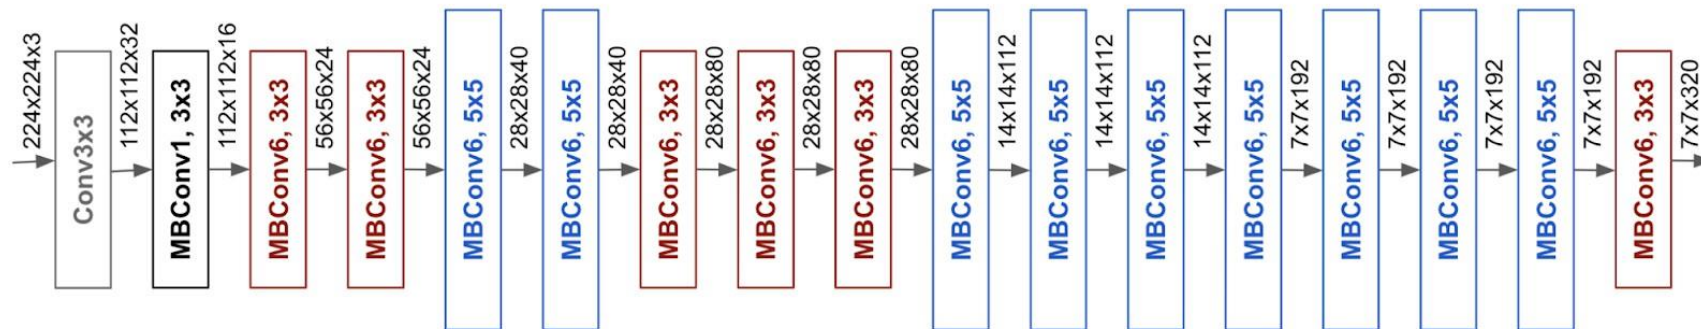 224x224x3
Conv3x3
112x112x32
MBConv1, 3x3
112x112x16
MBConv6, 3x3
56x56x24
MBConv6, 3x3
56x56x24
MBConv6, 5x5
28x28x40
MBConv6, 5x5
28x28x40
MBConv6, 3x3
28x28x80
MBConv6, 3x3
28x28x80
MBConv6, 3x3
28x28x80
MBConv6, 5x5
14x14x112
MBConv6, 5x5
14x14x112
MBConv6, 5x5
14x14x112
MBConv6, 5x5
7x7x192
MBConv6, 5x5
7x7x192
MBConv6, 5x5
7x7x192
MBConv6, 5x5
7x7x192
MBConv6, 3x3
7x7x320